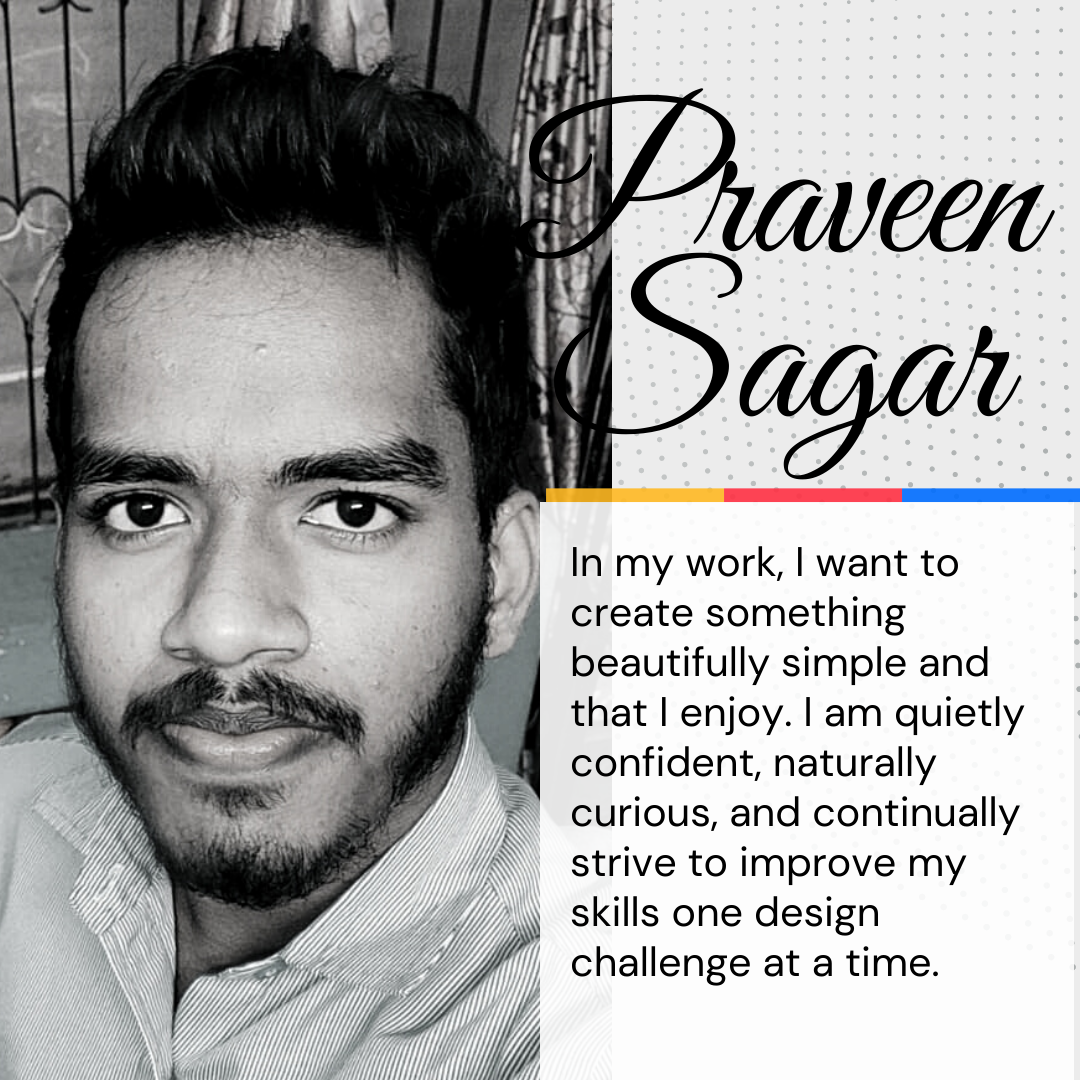 Praveen
Sagar
In my work, I want to
create something
beautifully simple and
that I enjoy. I am quietly
confident, naturally
curious, and continually
strive to improve my
skills one design
challenge at a time.